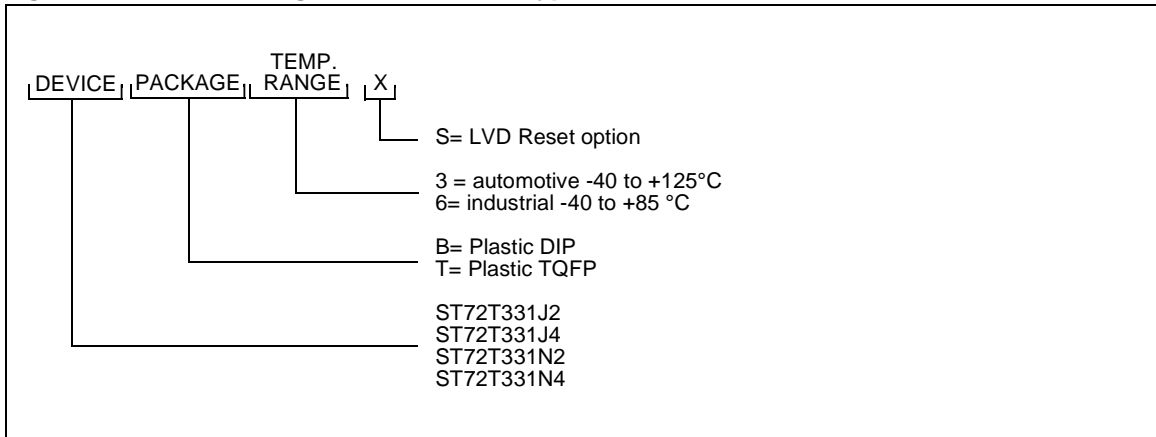 TEMP.
DEVICE PACKAGE RANGE X
S= LVD Reset option
3 = automotive -40 to +125°C
6= industrial -40 to +85 °C
B= Plastic DIP
T= Plastic TQFP
ST72T331J2
ST72T331J4
ST72T331N2
ST72T331N4